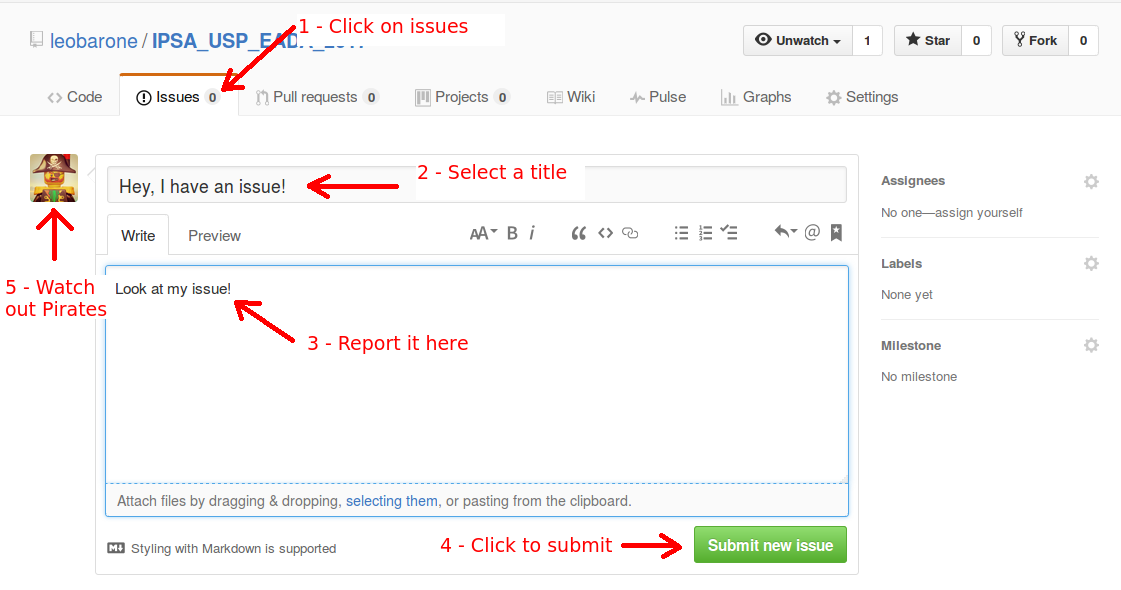 1 - Click on issues
leobarone / IPSA_USP_EADA_2017
Unwatch 1 Star 0 Fork 0
Code Issues 0 Pull requests 0 Projects 0 Wiki Pulse Graphs Settings
2 - Select a title
Hey, I have an issue!
Assignees
No one—assign yourself
Write Preview AA B i
Labels
5 - Watch
out Pirates
Look at my issue!
None yet
3 - Report it here
Milestone
No milestone
Attach files by dragging & dropping, selecting them, or pasting from the clipboard.
Styling with Markdown is supported
4 - Click to submit
Submit new issue